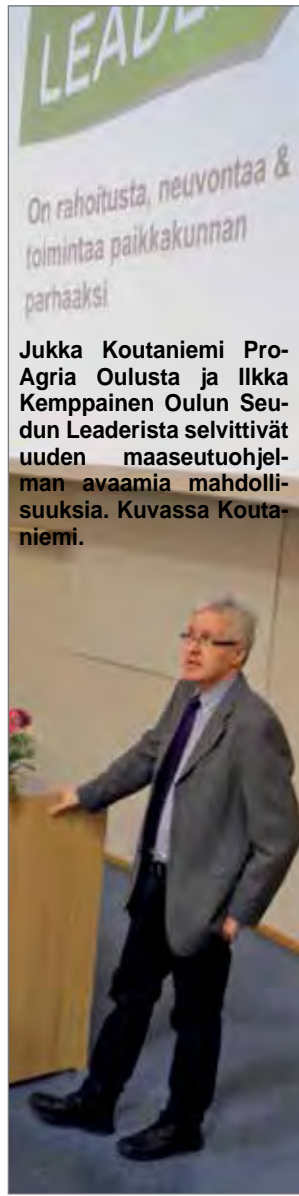 LEADE
On rahoitusta, neuvontaa &
toimintaa paikkakunnan
parhaaksi
Jukka Koutaniemi Pro-
Agria Oulusta ja Ilkka
Kemppainen Oulun Seu-
dun Leaderista selvittivät
uuden maaseutuohjel-
man avaamia mahdolli-
suuksia. Kuvassa Kouta-
niemi.